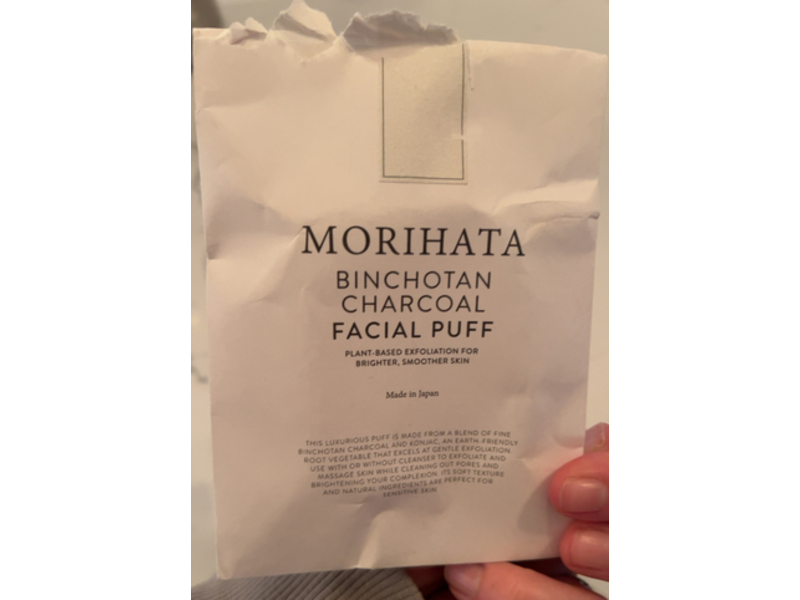 MORIHATA
BINCHOTAN
CHARCOAL
FACIAL PUFF
PLANT-BASED EXFOLIATION FOR
BRIGHTER, SMOOTHER SKIN
Made in Japan
THIS LUXURIOUS PUFF IS MADE FROM A BLEND OF FINE
BINCHOTAN CHARCOAL AND KONJAC, AN EARTH-FRIENDLY
ROOT VEGETABLE THAT EXCELS AT GENTLE EXFOLIATION.
USE WITH OR WITHOUT CLEANSER TO EXFOLIATE AND
MASSAGE SKIN WHILE CLEANING OUT PORES AND
BRIGHTENING YOUR COMPLEXION. ITS SOFT TEXTURE
AND NATURAL INGREDIENTS ARE PERFECT FOR
SENSITIVE SKIN.